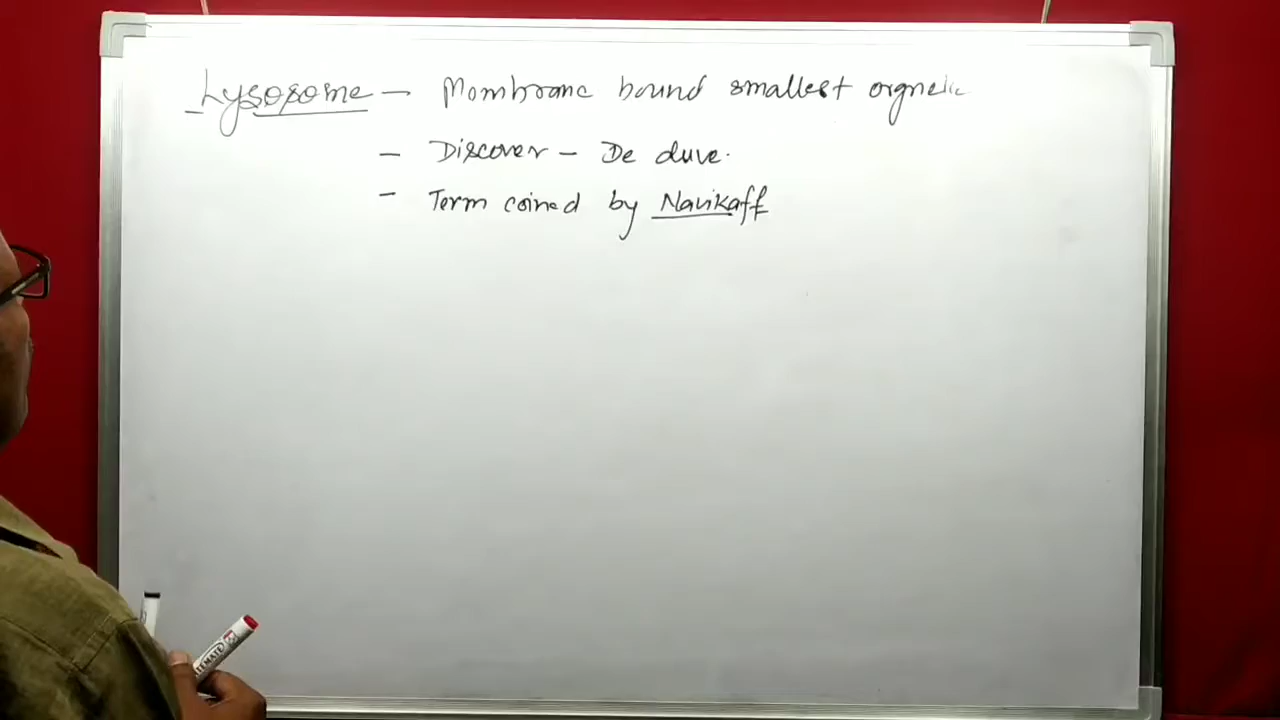 Lysosome - Membrane bound smallest orgnelle
- Discover - De duve.
- Term coined by Navikaff